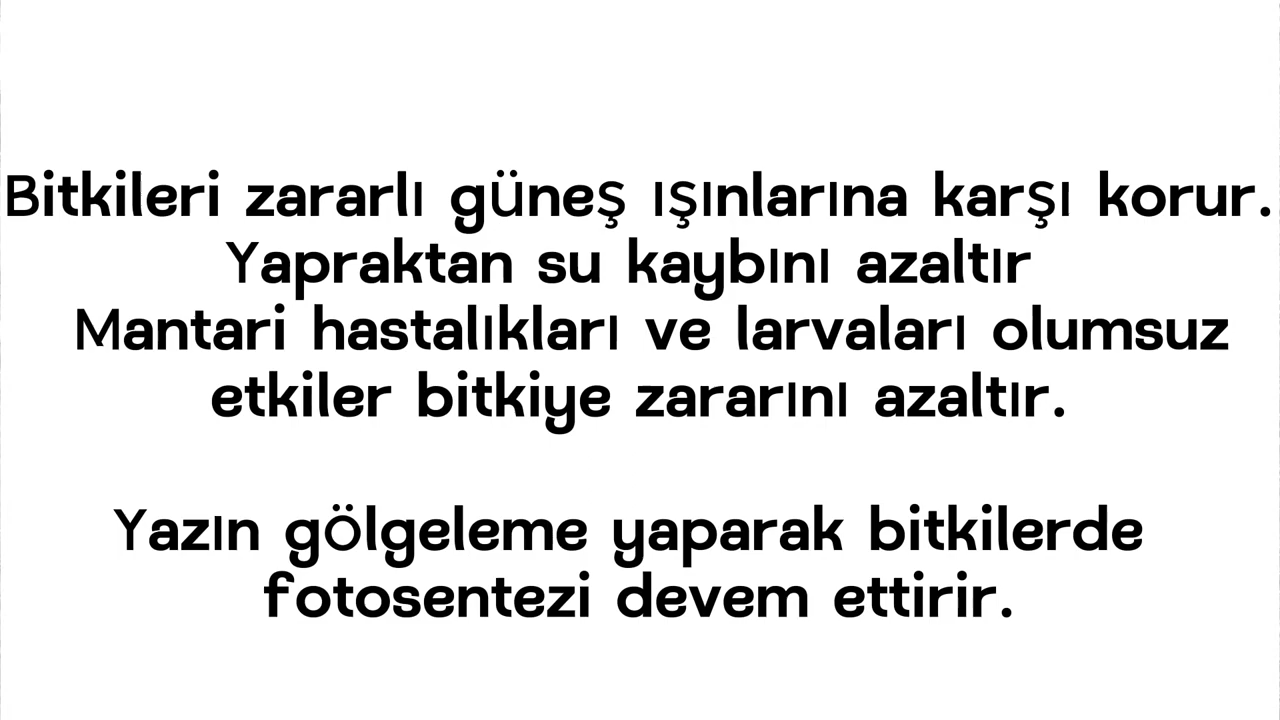 Bitkileri zararlı güneş ışınlarına karşı korur.
Yapraktan su kaybını azaltır
Mantari hastalıkları ve larvaları olumsuz
etkiler bitkiye zararını azaltır.
Yazın gölgeleme yaparak bitkilerde
fotosentezi devem ettirir.